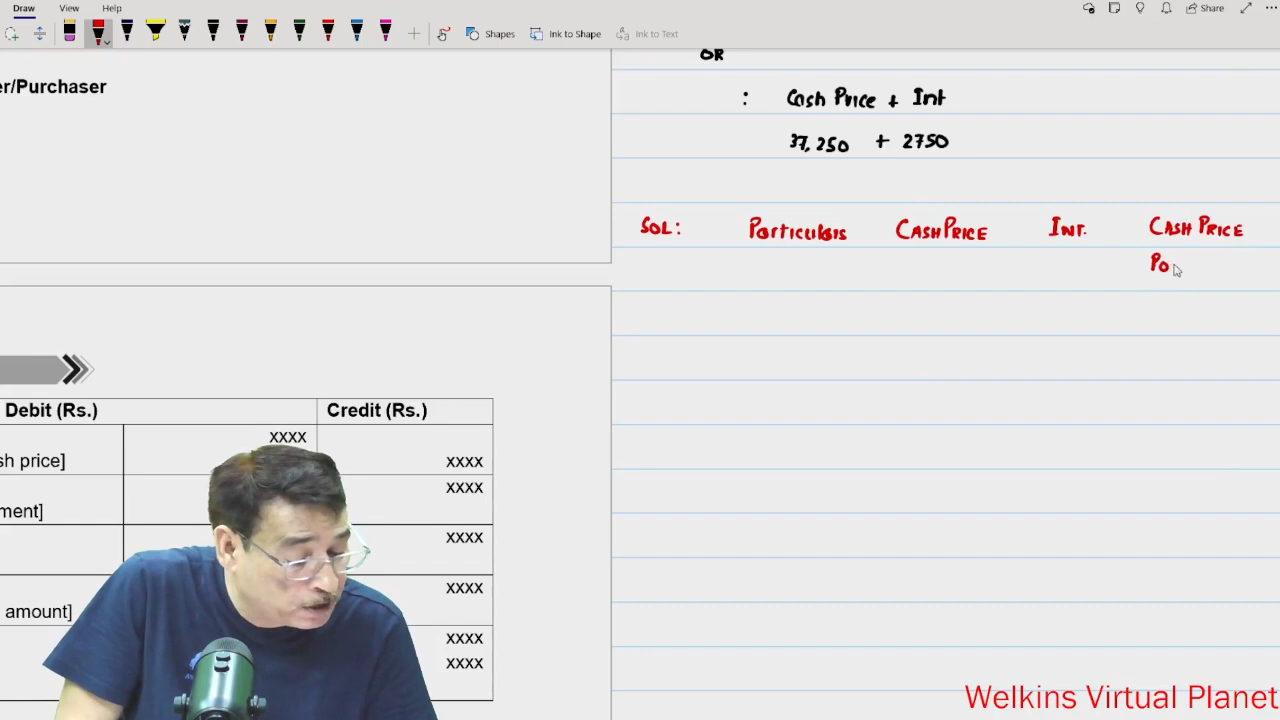 Draw View Help
Shapes Ink to Shape Ink to Text Share
er/Purchaser
Debit (Rs.) Credit (Rs.)
xxxx
sh price] xxxx
xxxx
ment]
xxxx
xxxx
amount]
xxxx
xxxx
OR
: Cash Price + Int
37,250 + 2750
SOL: Particulars CASH PRICE INT. CASH PRICE
Po
Welkins Virtual Planet